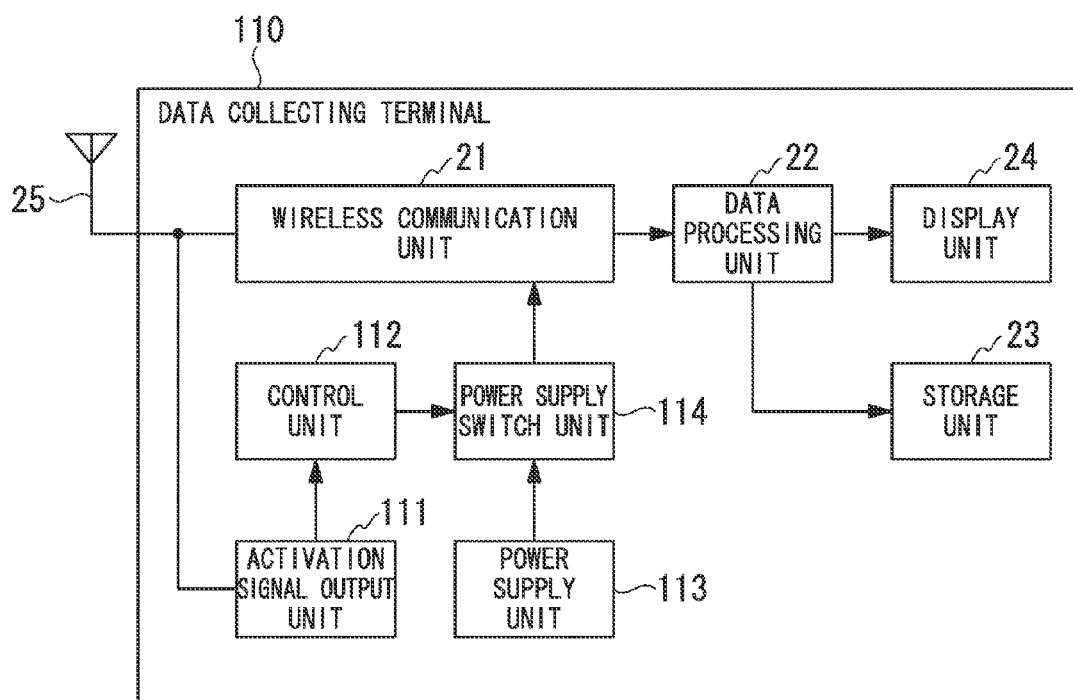 110
DATA COLLECTING TERMINAL
25
21
WIRELESS COMMUNICATION
UNIT
22
DATA
PROCESSING
UNIT
24
DISPLAY
UNIT
112
CONTROL
UNIT
POWER SUPPLY
SWITCH UNIT
114
23
STORAGE
UNIT
111
ACTIVATION
SIGNAL OUTPUT
UNIT
POWER
SUPPLY
UNIT
113